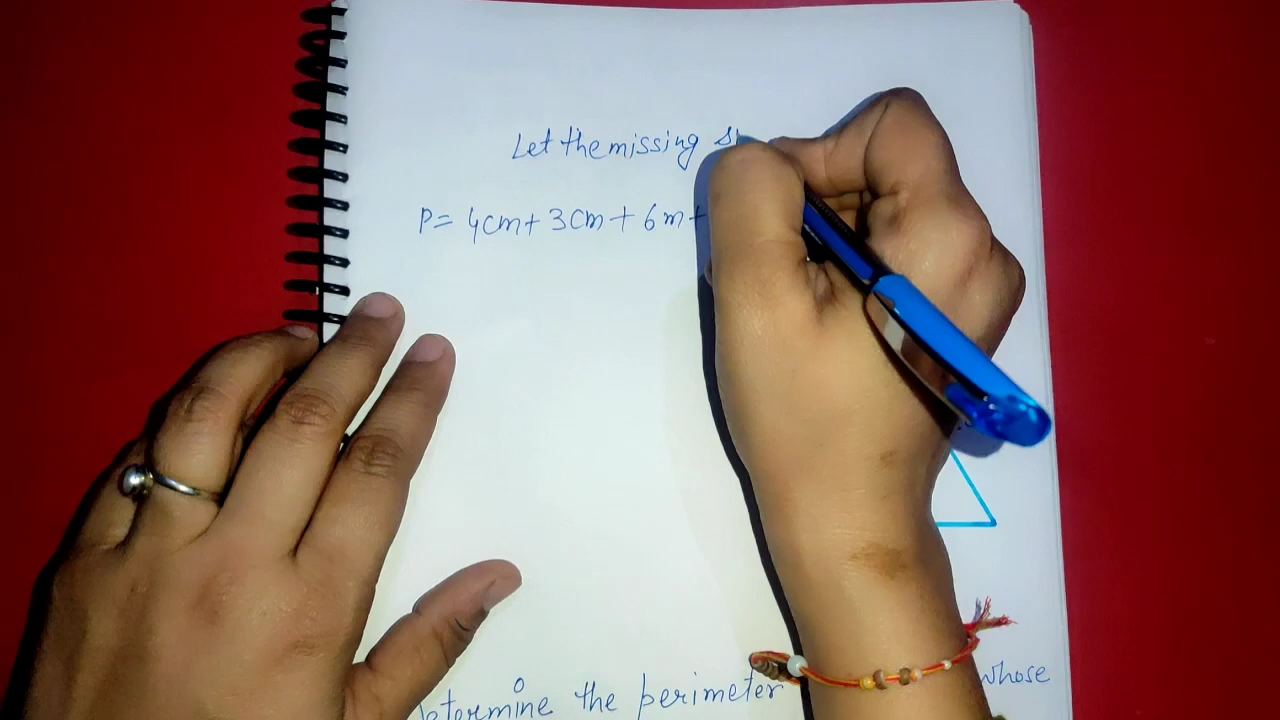 Let the missing
P= 4cm+ 3cm + 6m+
determine the perimeter whose